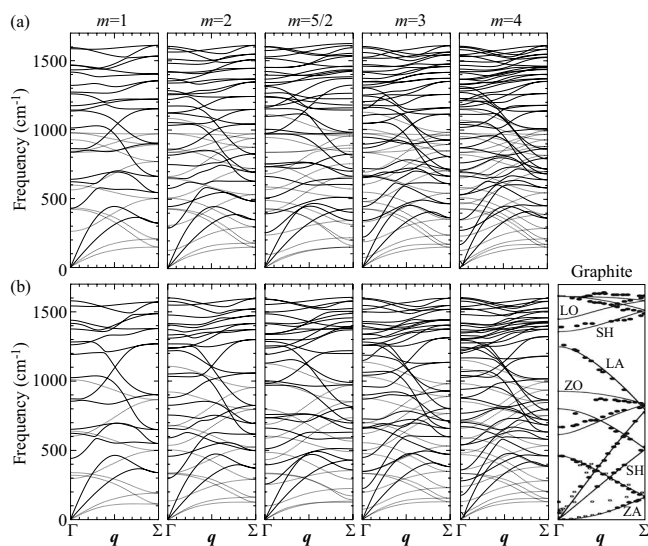 (a)
m=1 m=2 m=5/2 m=3 m=4
Frequency (cm⁻¹)
1500
1000
500
0
(b)
Graphite
Frequency (cm⁻¹)
1500
1000
500
0
LO
SH
LA
ZO
SH
ZA
Γ q Σ Γ q Σ Γ q Σ Γ q Σ Γ q Σ Γ q Σ